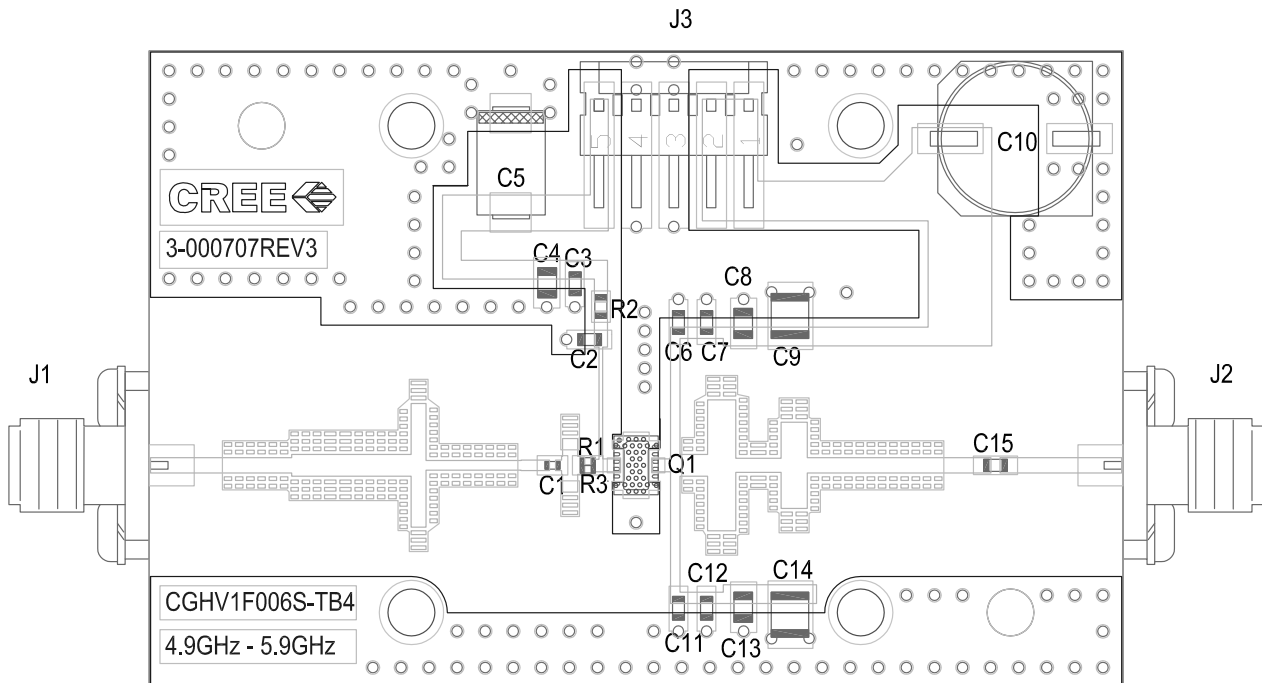 J3
5 4 3 2 1
C10
C5
CREE
3-000707REV3
C4 C3
C8
R2
C6 C7
C2
C9
J1
J2
R1
C15
Q1
C1 R3
C12 C14
CGHV1F006S-TB4
4.9GHz - 5.9GHz
C11 C13